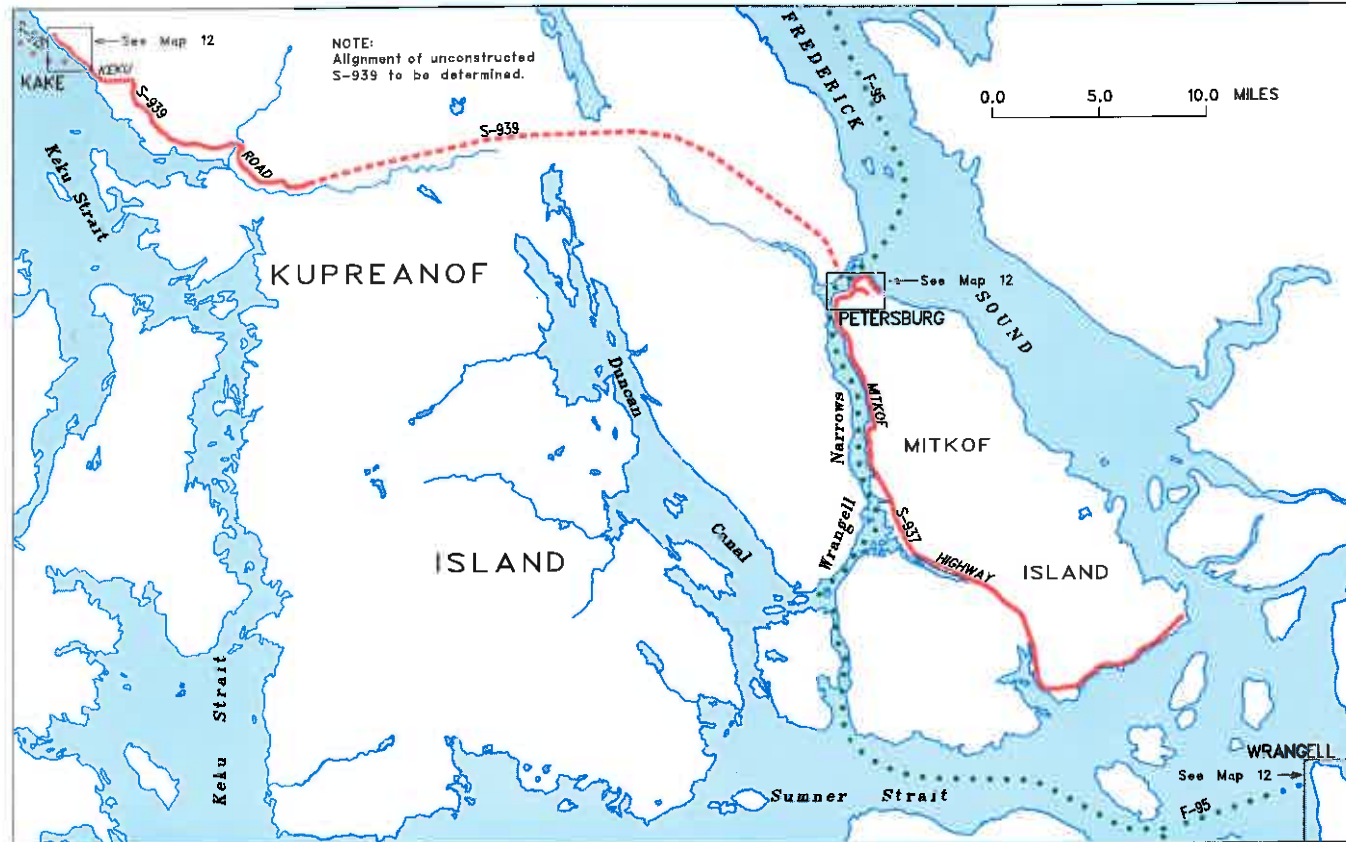 See Map 12
KAKE
KEKU
S-939
ROAD
NOTE:
Alignment of unconstructed
S-939 to be determined.
S-939
FREDERICK
F-95
0.0 5.0 10.0 MILES
Keku Strait
KUPREANOF
See Map 12
SOUND
PETERSBURG
Duncan
MITKOF
Narrows
MITKOF
Wrangell
S-937
Canal
HIGHWAY
ISLAND
ISLAND
Keku Strait
WRANGELL
See Map 12
Sumner Strait
F-95